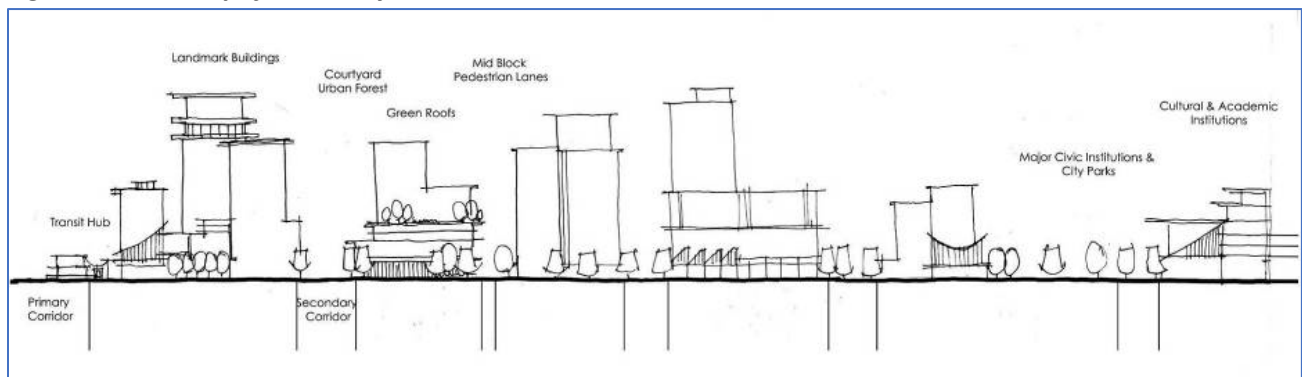 Landmark Buildings
Courtyard
Urban Forest
Mid Block
Pedestrian Lanes
Green Roofs
Cultural & Academic
Institutions
Major Civic Institutions &
City Parks
Transit Hub
Primary
Corridor
Secondary
Corridor